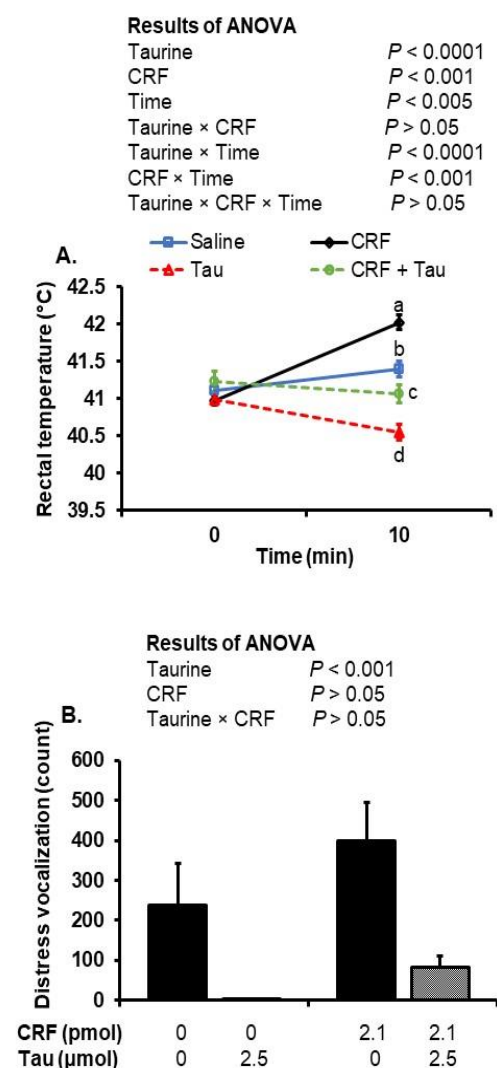 Results of ANOVA
Taurine P < 0.0001
CRF P < 0.001
Time P < 0.005
Taurine × CRF P > 0.05
Taurine × Time P < 0.0001
CRF × Time P < 0.001
Taurine × CRF × Time P > 0.05
A.
Saline CRF
Tau CRF + Tau
Rectal temperature (°C)
42.5
42
41.5
41
40.5
40
39.5
a
b
c
d
0 10
Time (min)
Results of ANOVA
Taurine P < 0.001
CRF P > 0.05
Taurine × CRF P > 0.05
B.
Distress vocalization (count)
600
500
400
300
200
100
0
CRF (pmol) 0 0 2.1 2.1
Tau (µmol) 0 2.5 0 2.5